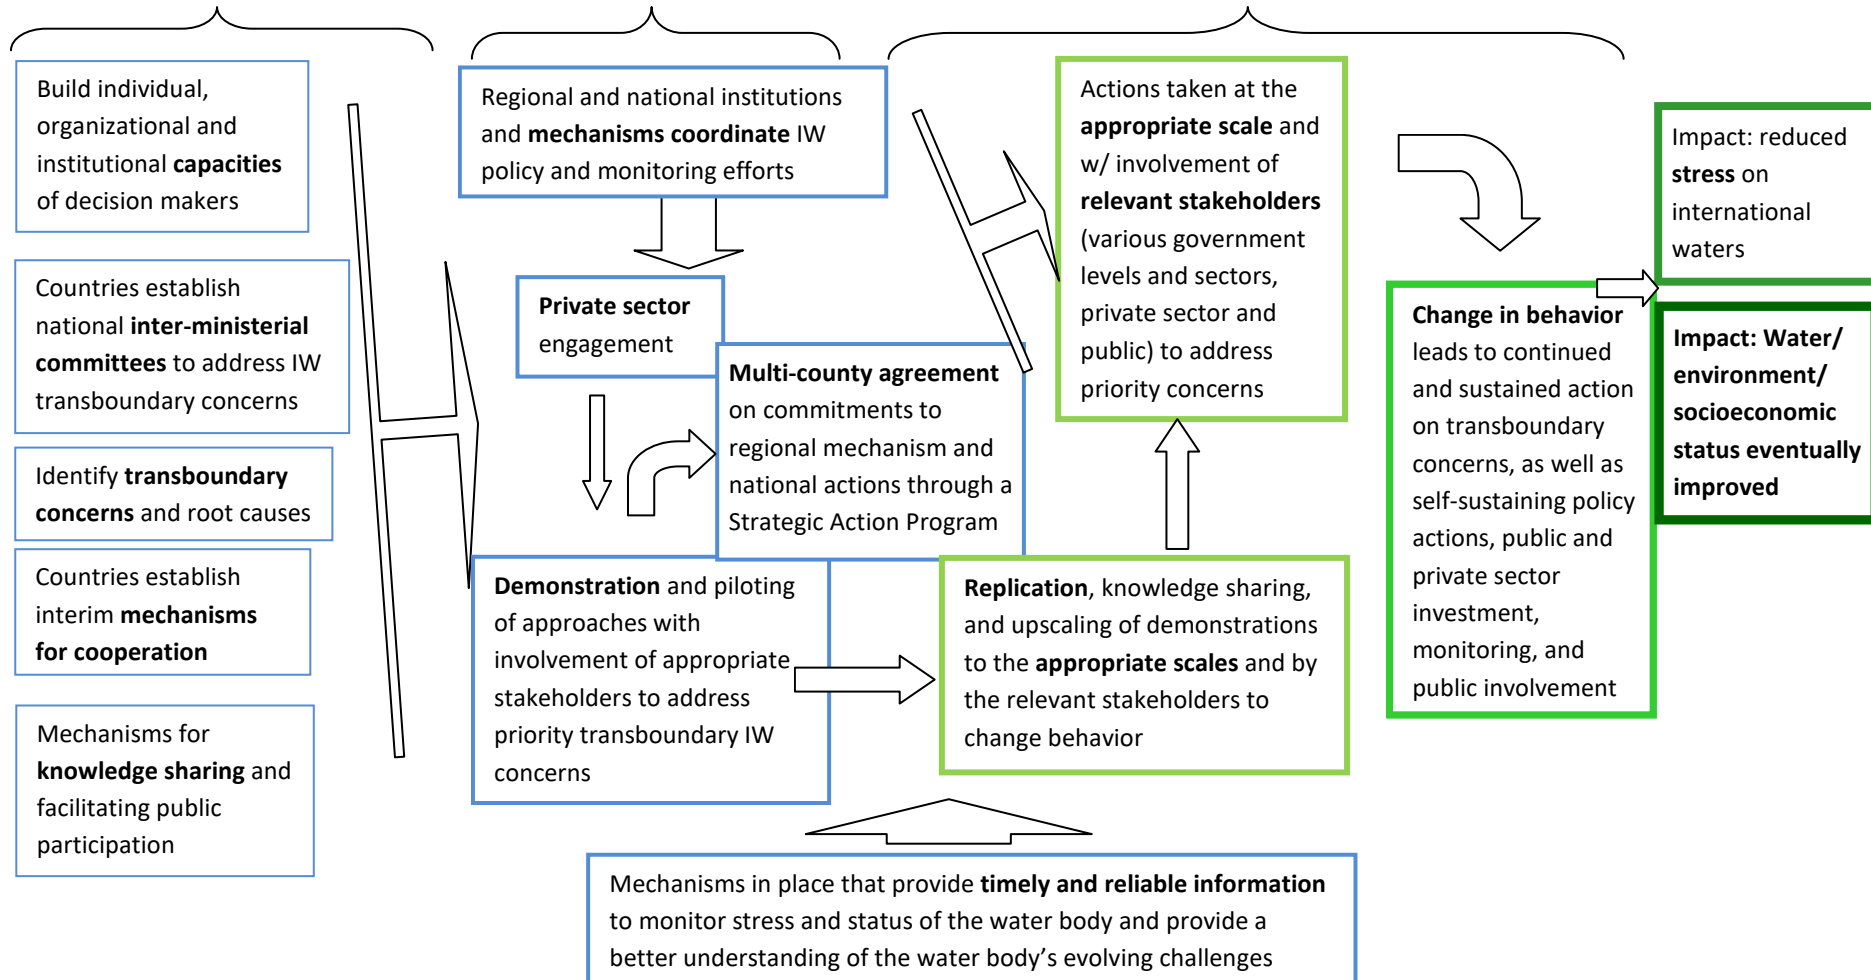 Build individual,
organizational and
institutional capacities
of decision makers
Countries establish
national inter-ministerial
committees to address IW
transboundary concerns
Identify transboundary
concerns and root causes
Countries establish
interim mechanisms
for cooperation
Mechanisms for
knowledge sharing and
facilitating public
participation
Regional and national institutions
and mechanisms coordinate IW
policy and monitoring efforts
Private sector
engagement
Multi-county agreement
on commitments to
regional mechanism and
national actions through a
Strategic Action Program
Demonstration and piloting
of approaches with
involvement of appropriate
stakeholders to address
priority transboundary IW
concerns
Actions taken at the
appropriate scale and
w/ involvement of
relevant stakeholders
(various government
levels and sectors,
private sector and
public) to address
priority concerns
Replication, knowledge sharing,
and upscaling of demonstrations
to the appropriate scales and by
the relevant stakeholders to
change behavior
Mechanisms in place that provide timely and reliable information
to monitor stress and status of the water body and provide a
better understanding of the water body’s evolving challenges
Change in behavior
leads to continued
and sustained action
on transboundary
concerns, as well as
self-sustaining policy
actions, public and
private sector
investment,
monitoring, and
public involvement
Impact: reduced
stress on
international
waters
Impact: Water/
environment/
socioeconomic
status eventually
improved